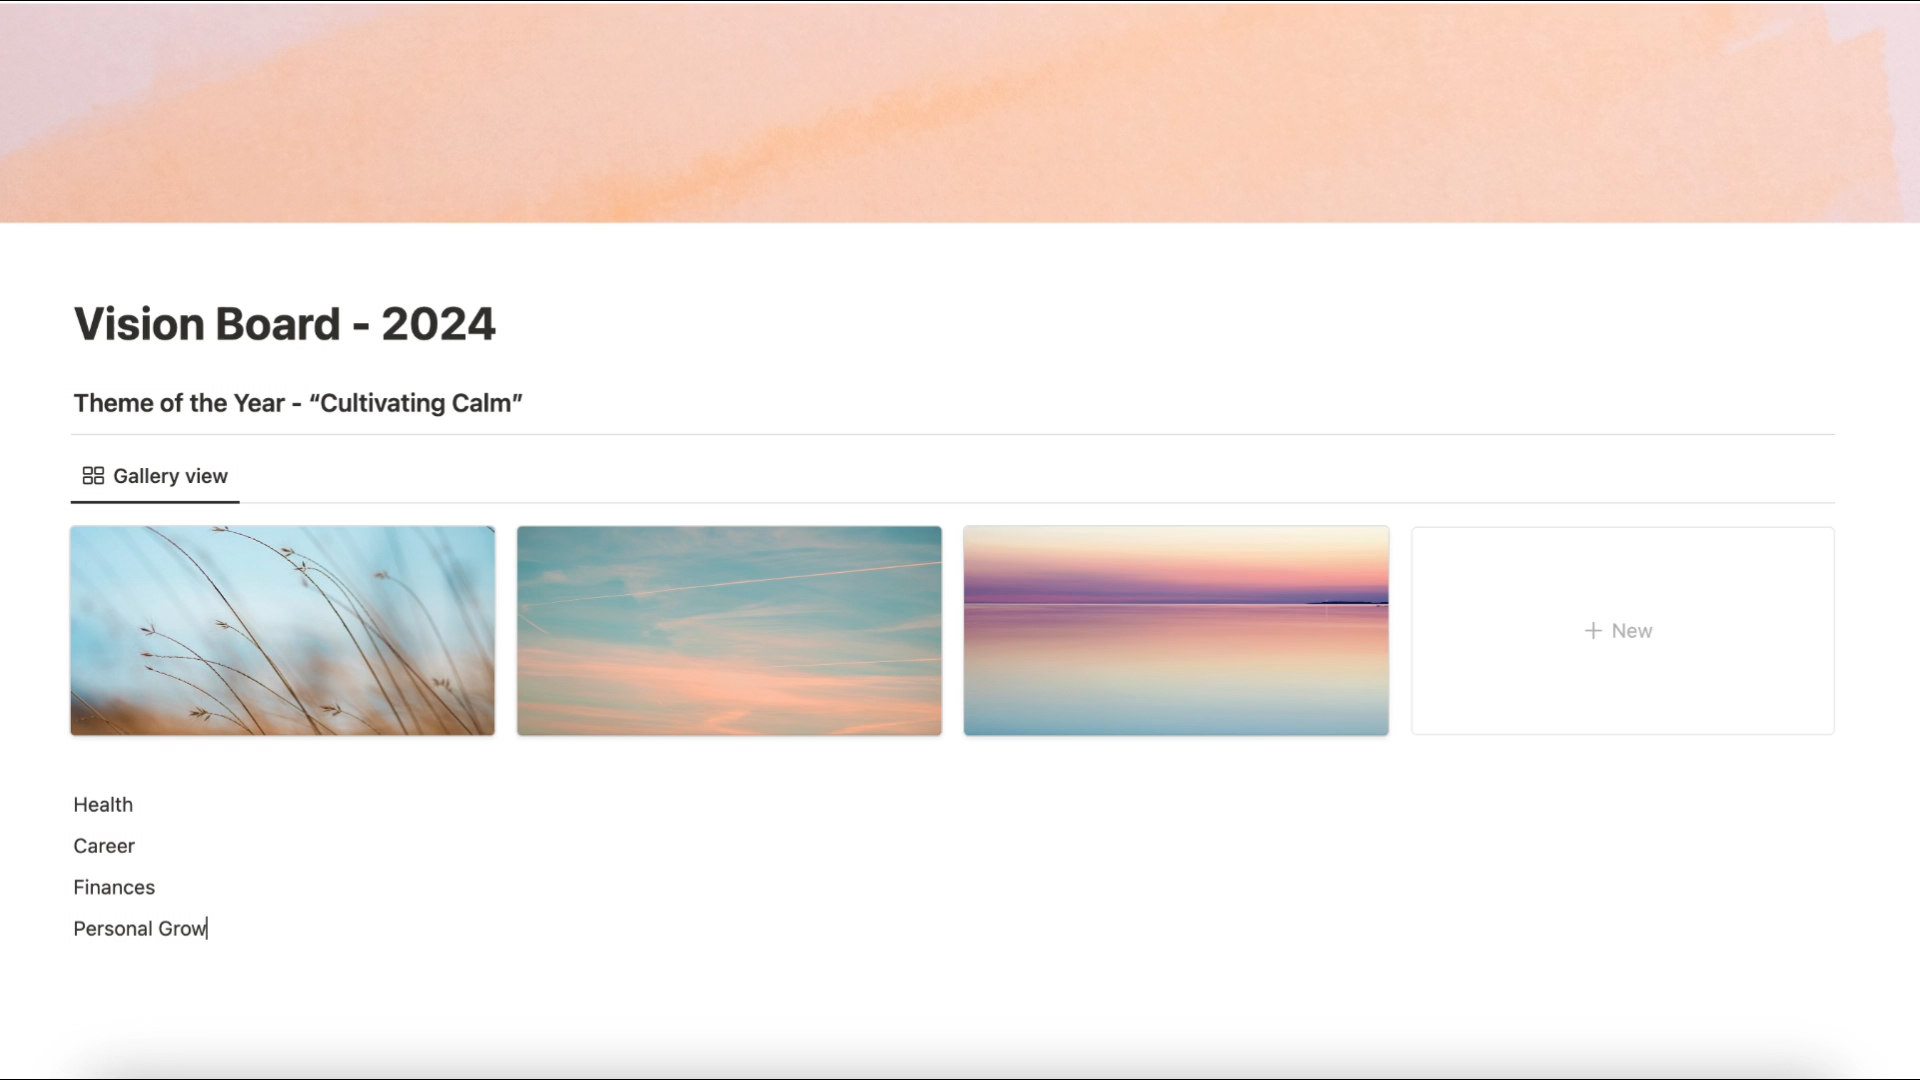 Vision Board - 2024
Theme of the Year - “Cultivating Calm”
Gallery view
New
Health
Career
Finances
Personal Grow